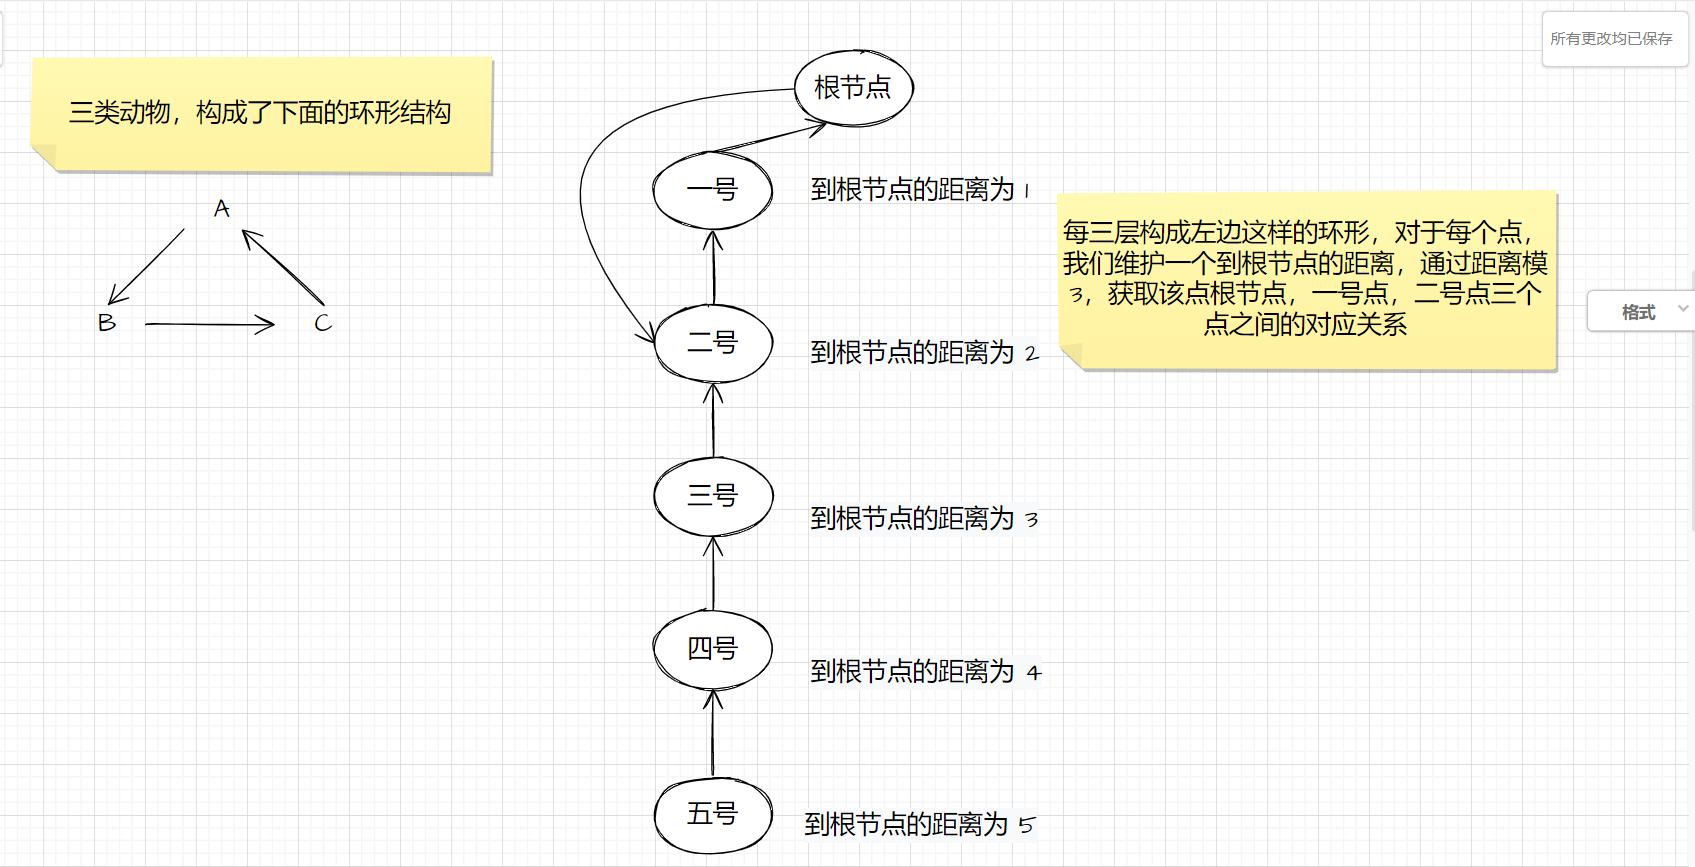 所有更改均已保存
三类动物，构成了下面的环形结构
A
B
C
根节点
一号
到根节点的距离为 1
二号
到根节点的距离为 2
三号
到根节点的距离为 3
四号
到根节点的距离为 4
五号
到根节点的距离为 5
每三层构成左边这样的环形，对于每个点，
我们维护一个到根节点的距离，通过距离模
3，获取该点根节点，一号点，二号点三个
点之间的对应关系
格式